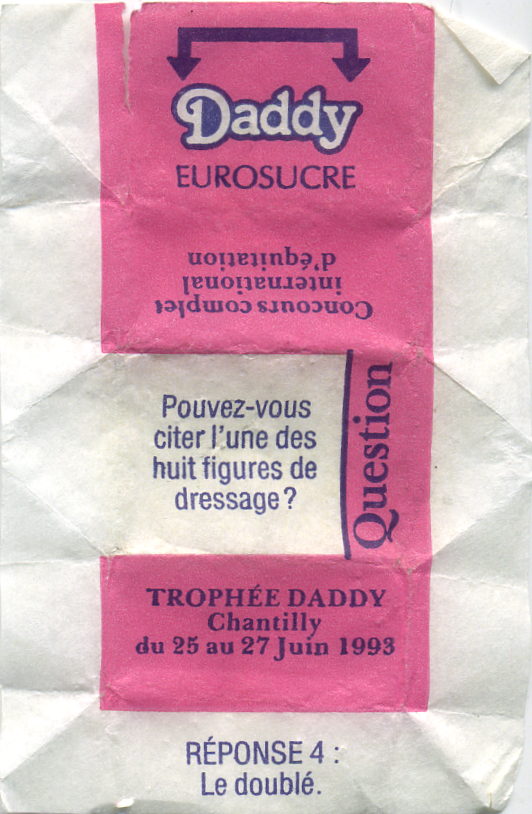 Daddy
EUROSUCRE
Concours complet
international
d'équitation
Pouvez-vous
citer l'une des
huit figures de
dressage ?
Question
TROPHÉE DADDY
Chantilly
du 25 au 27 Juin 1993
RÉPONSE 4 :
Le doublé.